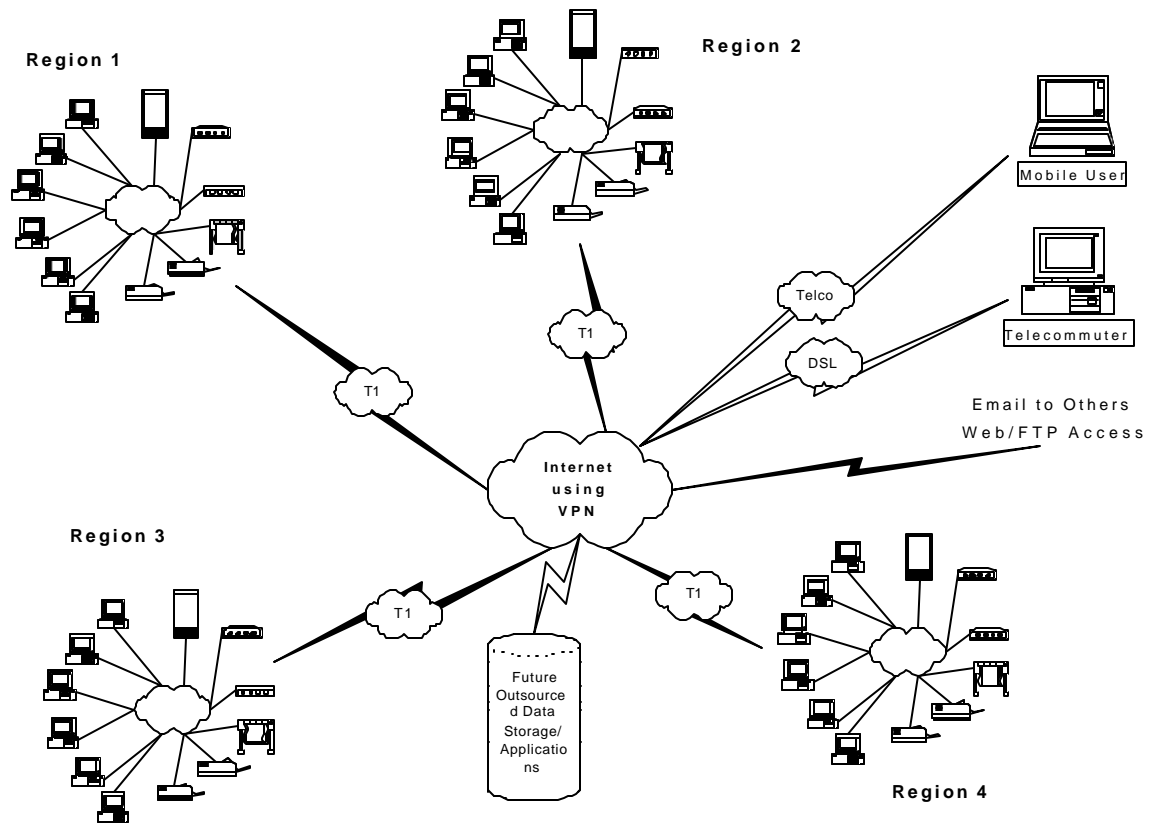 Region 1
Region 2
Mobile User
Telco
Telecommuter
T1
DSL
T1
Email to Others
Web/FTP Access
Internet
using
VPN
Region 3
T1
T1
Future
Outsource
d Data
Storage/
Applicatio
ns
Region 4